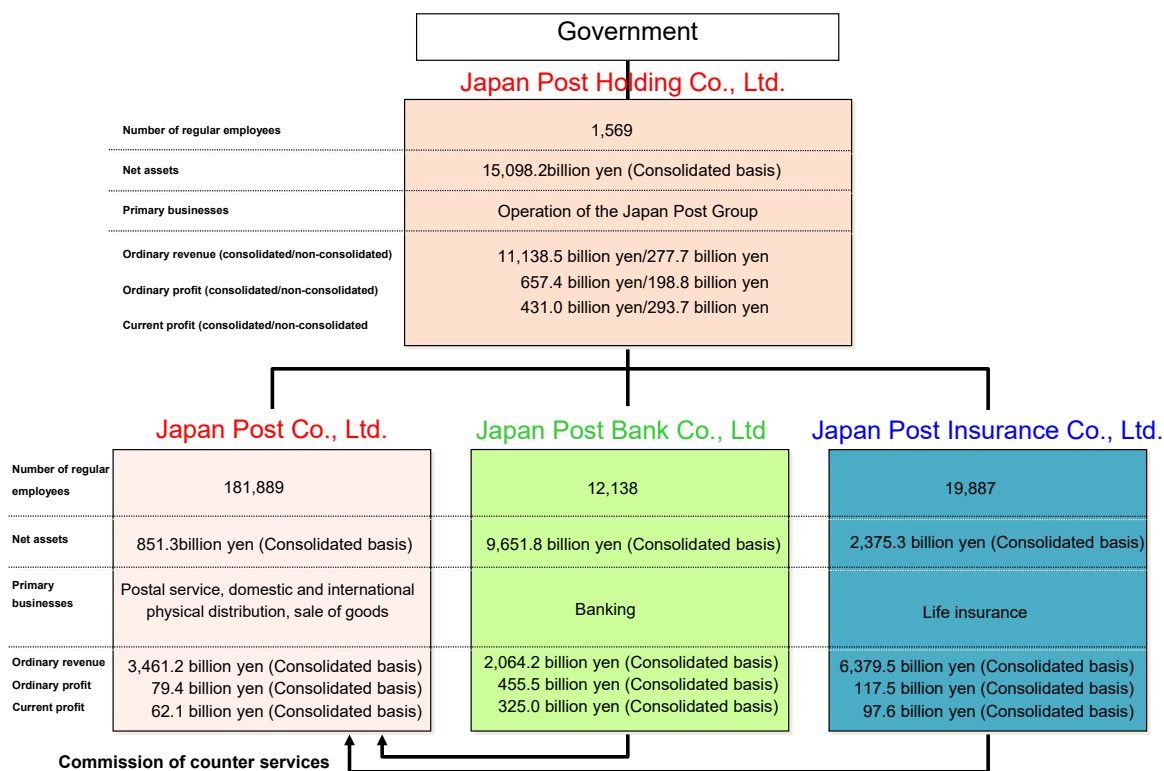 Government
Japan Post Holding Co., Ltd.
Number of regular employees
1,569
Net assets
15,098.2billion yen (Consolidated basis)
Primary businesses
Operation of the Japan Post Group
Ordinary revenue (consolidated/non-consolidated)
11,138.5 billion yen/277.7 billion yen
Ordinary profit (consolidated/non-consolidated)
657.4 billion yen/198.8 billion yen
Current profit (consolidated/non-consolidated
431.0 billion yen/293.7 billion yen
Japan Post Co., Ltd.
Japan Post Bank Co., Ltd
Japan Post Insurance Co., Ltd.
Number of regular
employees
181,889
12,138
19,887
Net assets
851.3billion yen (Consolidated basis)
9,651.8 billion yen (Consolidated basis)
2,375.3 billion yen (Consolidated basis)
Primary
businesses
Postal service, domestic and international
physical distribution, sale of goods
Banking
Life insurance
Ordinary revenue
3,461.2 billion yen (Consolidated basis)
2,064.2 billion yen (Consolidated basis)
6,379.5 billion yen (Consolidated basis)
Ordinary profit
79.4 billion yen (Consolidated basis)
455.5 billion yen (Consolidated basis)
117.5 billion yen (Consolidated basis)
Current profit
62.1 billion yen (Consolidated basis)
325.0 billion yen (Consolidated basis)
97.6 billion yen (Consolidated basis)
Commission of counter services